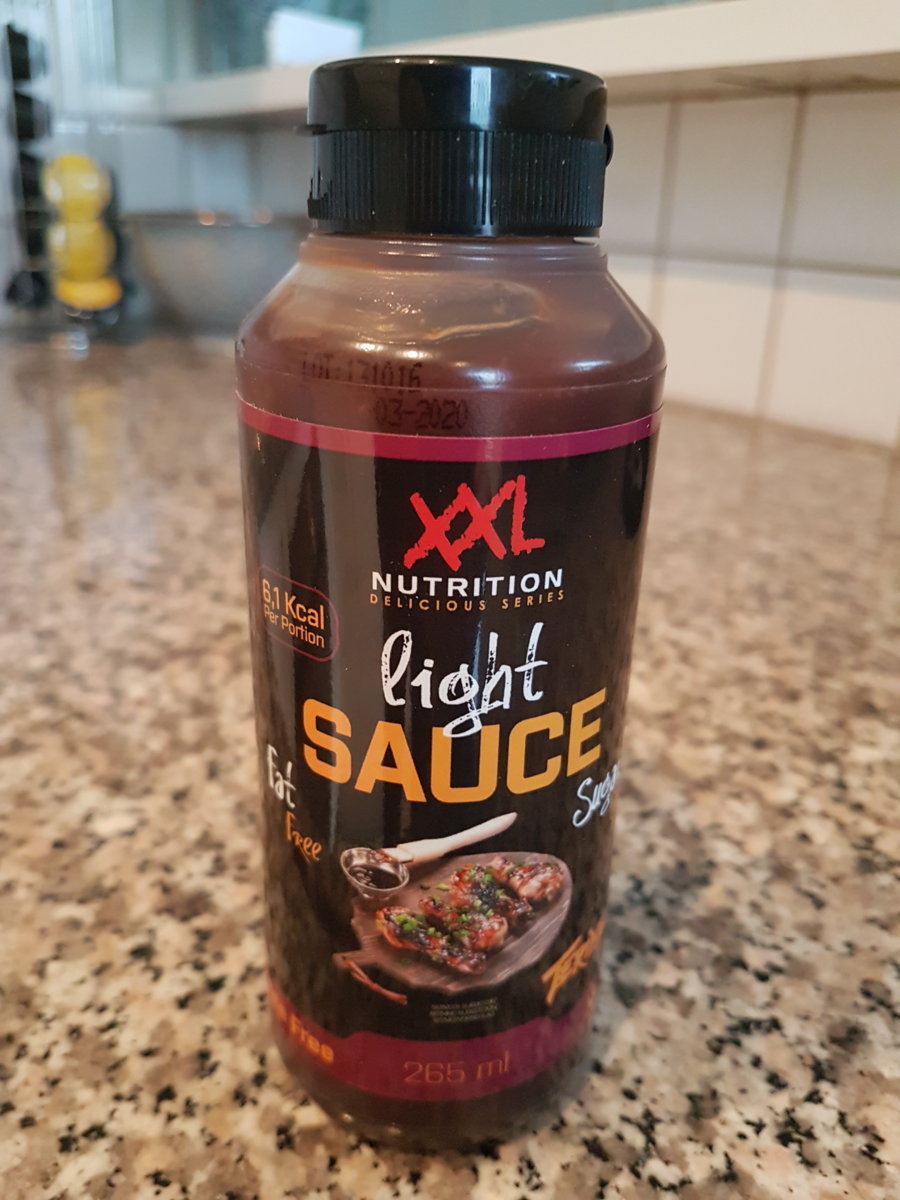 LOT:131016
03-2020
XXL
NUTRITION
DELICIOUS SERIES
6,1 Kcal
Per Portion
light
SAUCE
Fat
Free
Free
265 ml